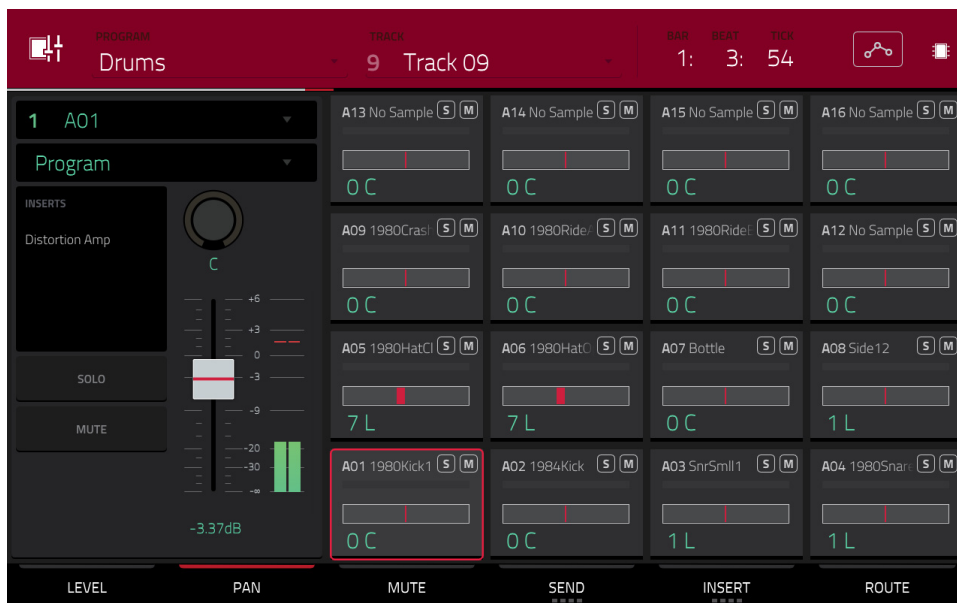 PROGRAM
Drums
TRACK
9 Track 09
BAR BEAT TICK
1: 3: 54
1 A01
Program
INSERTS
Distortion Amp
C
+6
+3
0
-3
-9
-20
-30
-∞
SOLO
MUTE
-3.37dB
A13 No Sample S M
0 C
A14 No Sample S M
0 C
A15 No Sample S M
0 C
A16 No Sample S M
0 C
A09 1980Cras S M
0 C
A10 1980Ride S M
0 C
A11 1980Ride S M
0 C
A12 No Sample S M
0 C
A05 1980HatCl S M
7 L
A06 1980HatO S M
7 L
A07 Bottle S M
0 C
A08 Side12 S M
1 L
A01 1980Kick1 S M
0 C
A02 1984Kick S M
0 C
A03 SnrSmll1 S M
1 L
A04 1980Snar S M
1 L
LEVEL PAN MUTE SEND INSERT ROUTE